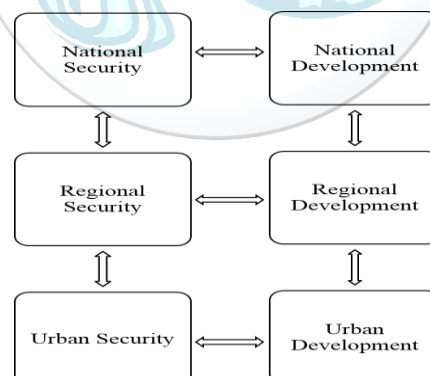 National
Security
National
Development
Regional
Security
Regional
Development
Urban Security
Urban
Development